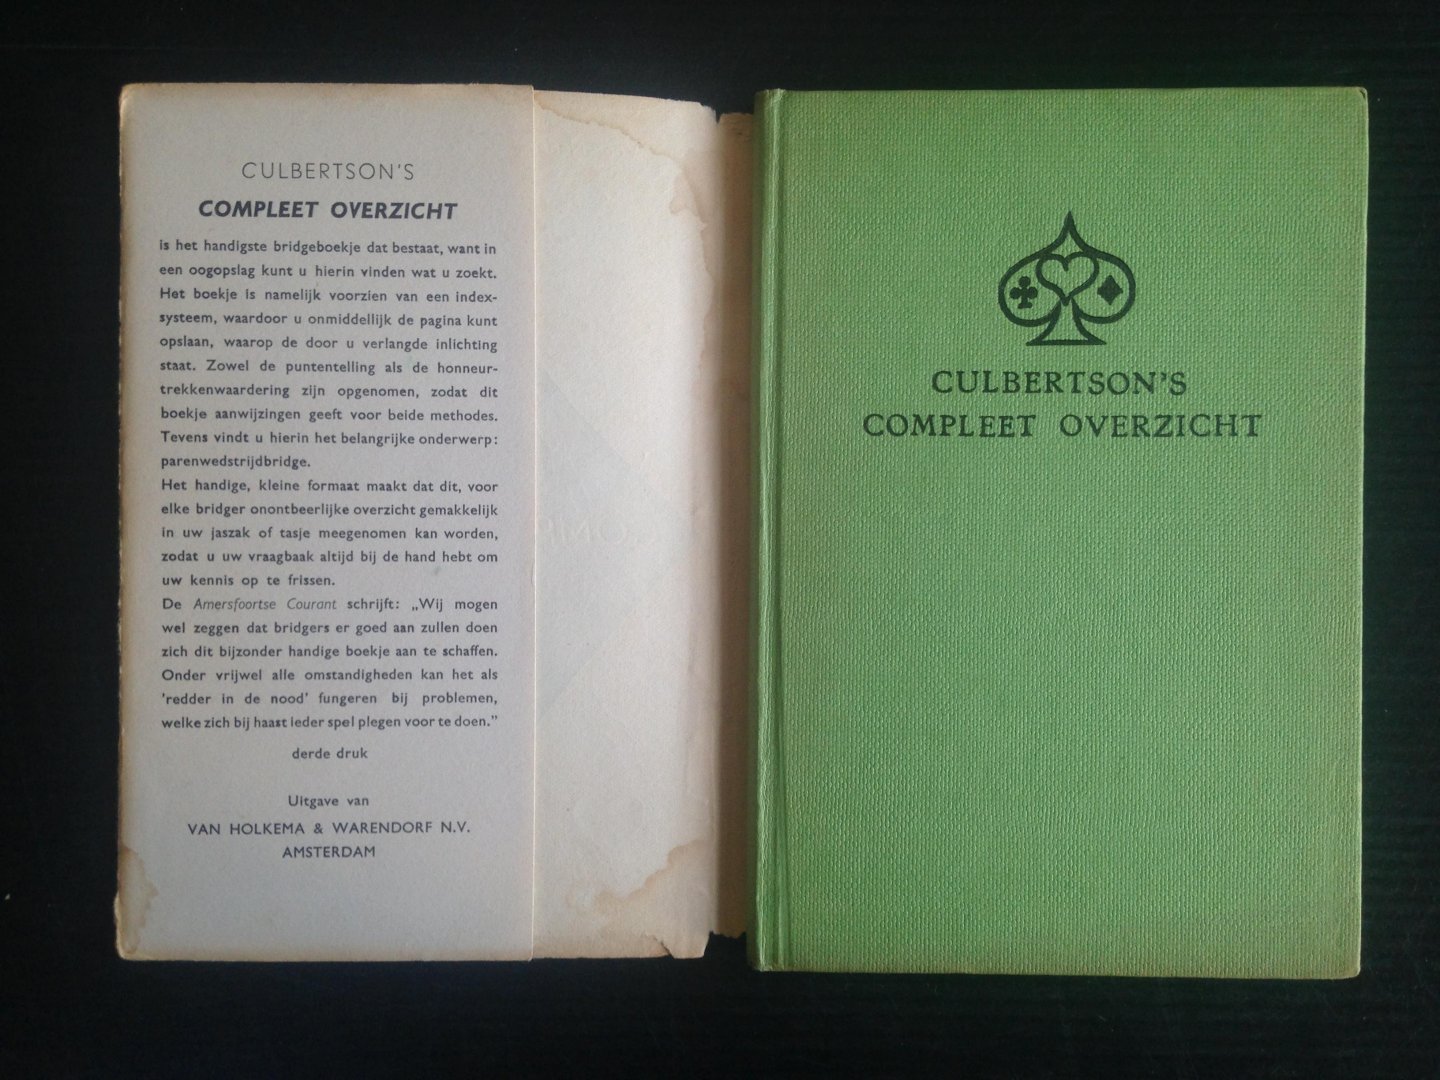 CULBERTSON'S
COMPLEET OVERZICHT
is het handigste bridgeboekje dat bestaat, want in
een oogopslag kunt u hierin vinden wat u zoekt.
Het boekje is namelijk voorzien van een index-
systeem, waardoor u onmiddellijk de pagina kunt
opslaan, waarop de door u verlangde inlichting
staat. Zowel de puntentelling als de honneur-
trekkenwaardering zijn opgenomen, zodat dit
boekje aanwijzingen geeft voor beide methodes.
Tevens vindt u hierin het belangrijke onderwerp:
parenwedstrijdbridge.
Het handige, kleine formaat maakt dat dit, voor
elke bridger onontbeerlijke overzicht gemakkelijk
in uw jaszak of tasje meegenomen kan worden,
zodat u uw vraagbaak altijd bij de hand hebt om
uw kennis op te frissen.
De Amersfoortse Courant schrijft: „Wij mogen
wel zeggen dat bridgers er goed aan zullen doen
zich dit bijzonder handige boekje aan te schaffen.
Onder vrijwel alle omstandigheden kan het als
'redder in de nood' fungeren bij problemen,
welke zich bij haast ieder spel plegen voor te doen.”
derde druk
Uitgave van
VAN HOLKEMA & WARENDORF N.V.
AMSTERDAM
CULBERTSON'S
COMPLEET OVERZICHT